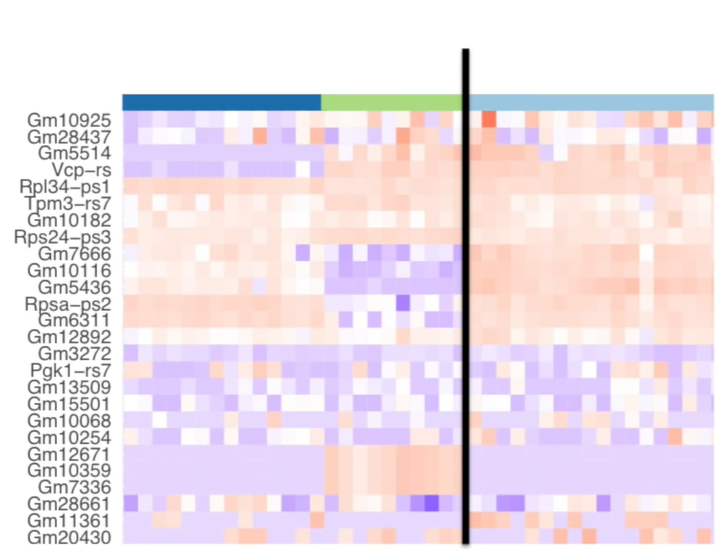 Gm10925
Gm28437
Gm5514
Vcp-rs
Rpl34-ps1
Tpm3-rs7
Gm10182
Rps24-ps3
Gm7666
Gm10116
Gm5436
Rpsa-ps2
Gm6311
Gm12892
Gm3272
Pgk1-rs7
Gm13509
Gm15501
Gm10068
Gm10254
Gm12671
Gm10359
Gm7336
Gm28661
Gm11361
Gm20430